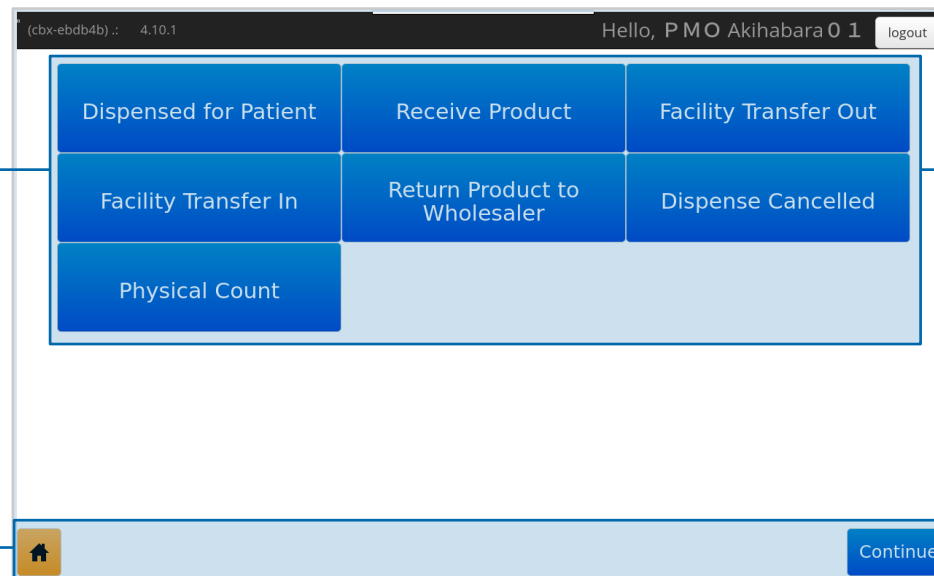 (cbx-ebdb4b) .: 4.10.1
Hello, ＰＭＯ Akihabara０１ logout
Dispensed for Patient
Receive Product
Facility Transfer Out
Facility Transfer In
Return Product to
Wholesaler
Dispense Cancelled
Physical Count
Continue